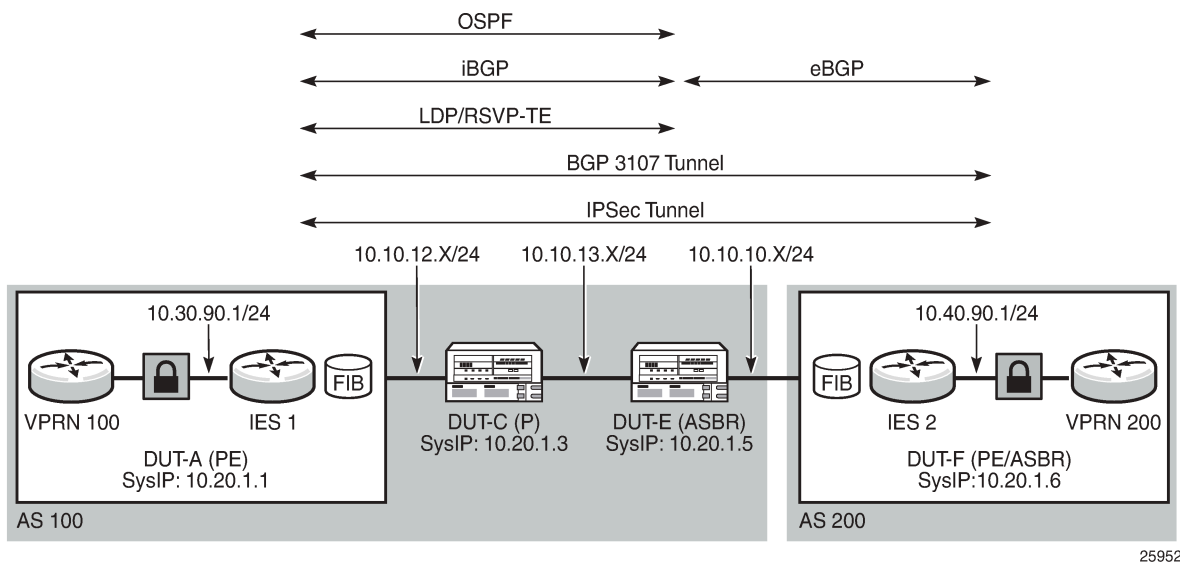 OSPF
iBGP
eBGP
LDP/RSVP-TE
BGP 3107 Tunnel
IPSec Tunnel
10.10.12.X/24
10.10.13.X/24
10.10.10.X/24
10.30.90.1/24
10.40.90.1/24
VPRN 100
IES 1
FIB
DUT-C (P)
SysIP: 10.20.1.3
DUT-E (ASBR)
SysIP: 10.20.1.5
FIB
IES 2
VPRN 200
DUT-A (PE)
SysIP: 10.20.1.1
DUT-F (PE/ASBR)
SysIP:10.20.1.6
AS 100
AS 200
25952